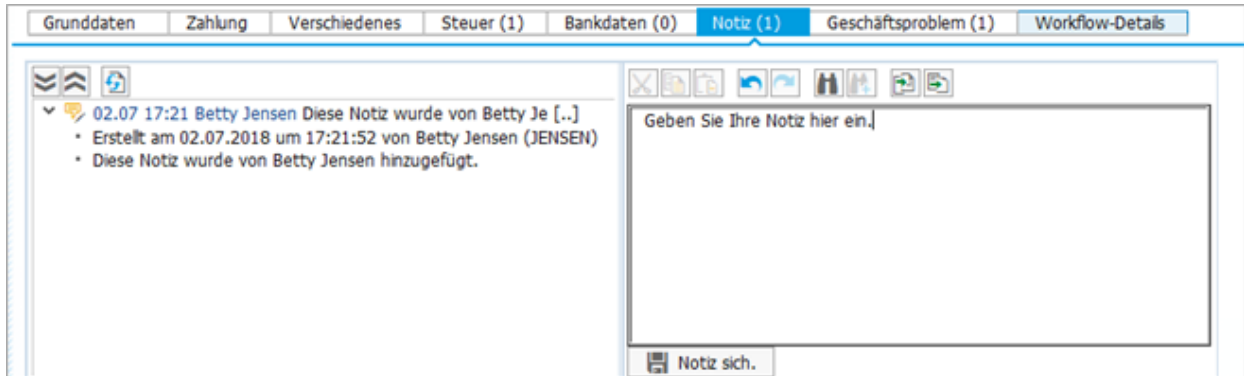 Grunddaten Zahlung Verschiedenes Steuer (1) Bankdaten (0) Notiz (1) Geschäftsproblem (1) Workflow-Details
02.07 17:21 Betty Jensen Diese Notiz wurde von Betty Je [..]
Erstellt am 02.07.2018 um 17:21:52 von Betty Jensen (JENSEN)
Diese Notiz wurde von Betty Jensen hinzugefügt.
Geben Sie Ihre Notiz hier ein.
Notiz sich.